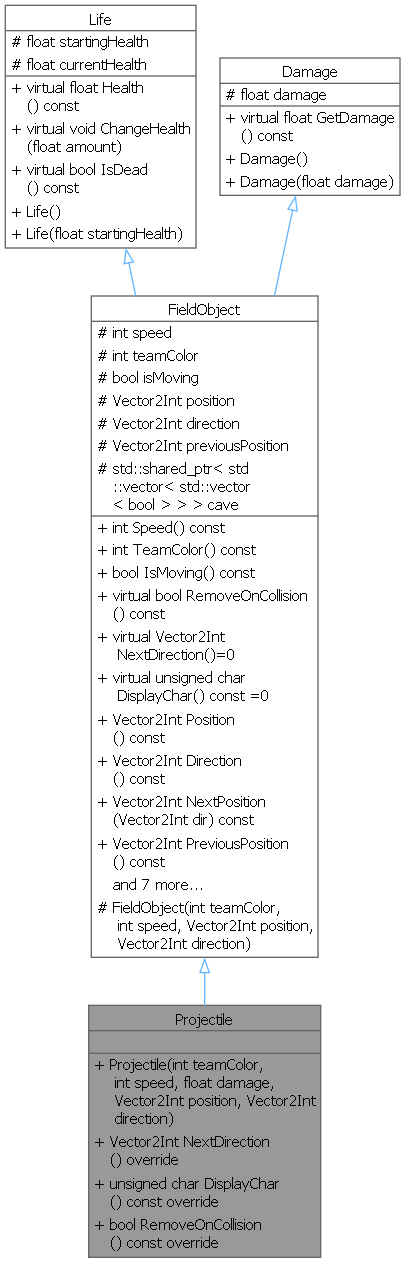 Life
# float startingHealth
# float currentHealth
+ virtual float Health
() const
+ virtual void ChangeHealth
(float amount)
+ virtual bool IsDead
() const
+ Life()
+ Life(float startingHealth)
Damage
# float damage
+ virtual float GetDamage
() const
+ Damage()
+ Damage(float damage)
FieldObject
# int speed
# int teamColor
# bool isMoving
# Vector2Int position
# Vector2Int direction
# Vector2Int previousPosition
# std::shared_ptr< std
::vector< std::vector
< bool > > > cave
+ int Speed() const
+ int TeamColor() const
+ bool IsMoving() const
+ virtual bool RemoveOnCollision
() const
+ virtual Vector2Int
NextDirection()=0
+ virtual unsigned char
DisplayChar() const =0
+ Vector2Int Position
() const
+ Vector2Int Direction
() const
+ Vector2Int NextPosition
(Vector2Int dir) const
+ Vector2Int PreviousPosition
() const
and 7 more...
# FieldObject(int teamColor,
int speed, Vector2Int position,
Vector2Int direction)
Projectile
+ Projectile(int teamColor,
int speed, float damage,
Vector2Int position, Vector2Int
direction)
+ Vector2Int NextDirection
() override
+ unsigned char DisplayChar
() const override
+ bool RemoveOnCollision
() const override